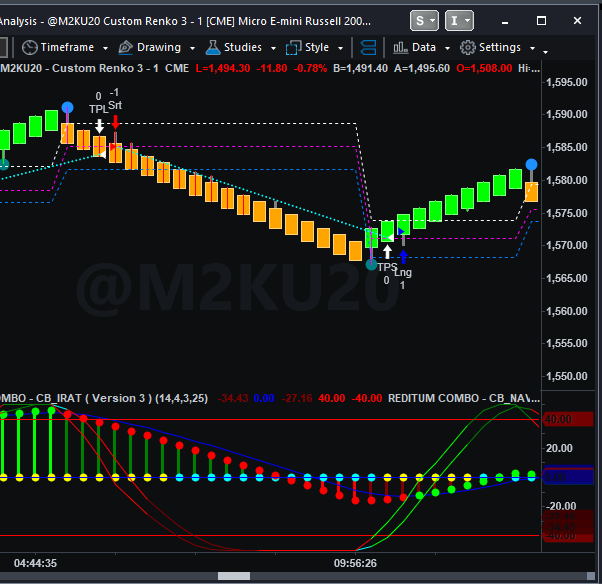 Analysis - @M2KU20 Custom Renko 3 - 1 [CME] Micro E-mini Russell 200...
S I
Timeframe Drawing Studies Style Data Settings
M2KU20 - Custom Renko 3 - 1 CME L=1,494.30 -11.80 -0.78% B=1,491.40 A=1,495.60 O=1,508.00 Hi-...
1,595.00
1,590.00
1,585.00
1,580.00
1,575.00
1,570.00
1,565.00
1,560.00
1,555.00
1,550.00
0 -1
TPL Srt
TPS Lng
0 1
@M2KU20
OMBO - CB_IRAT ( Version 3 ) (14,4,3,25) -34.43 0.00 -27.16 40.00 -40.00 REDITUM COMBO - CB_NAV...
40.00
20.00
-20.00
-40.00
04:44:35 09:56:26